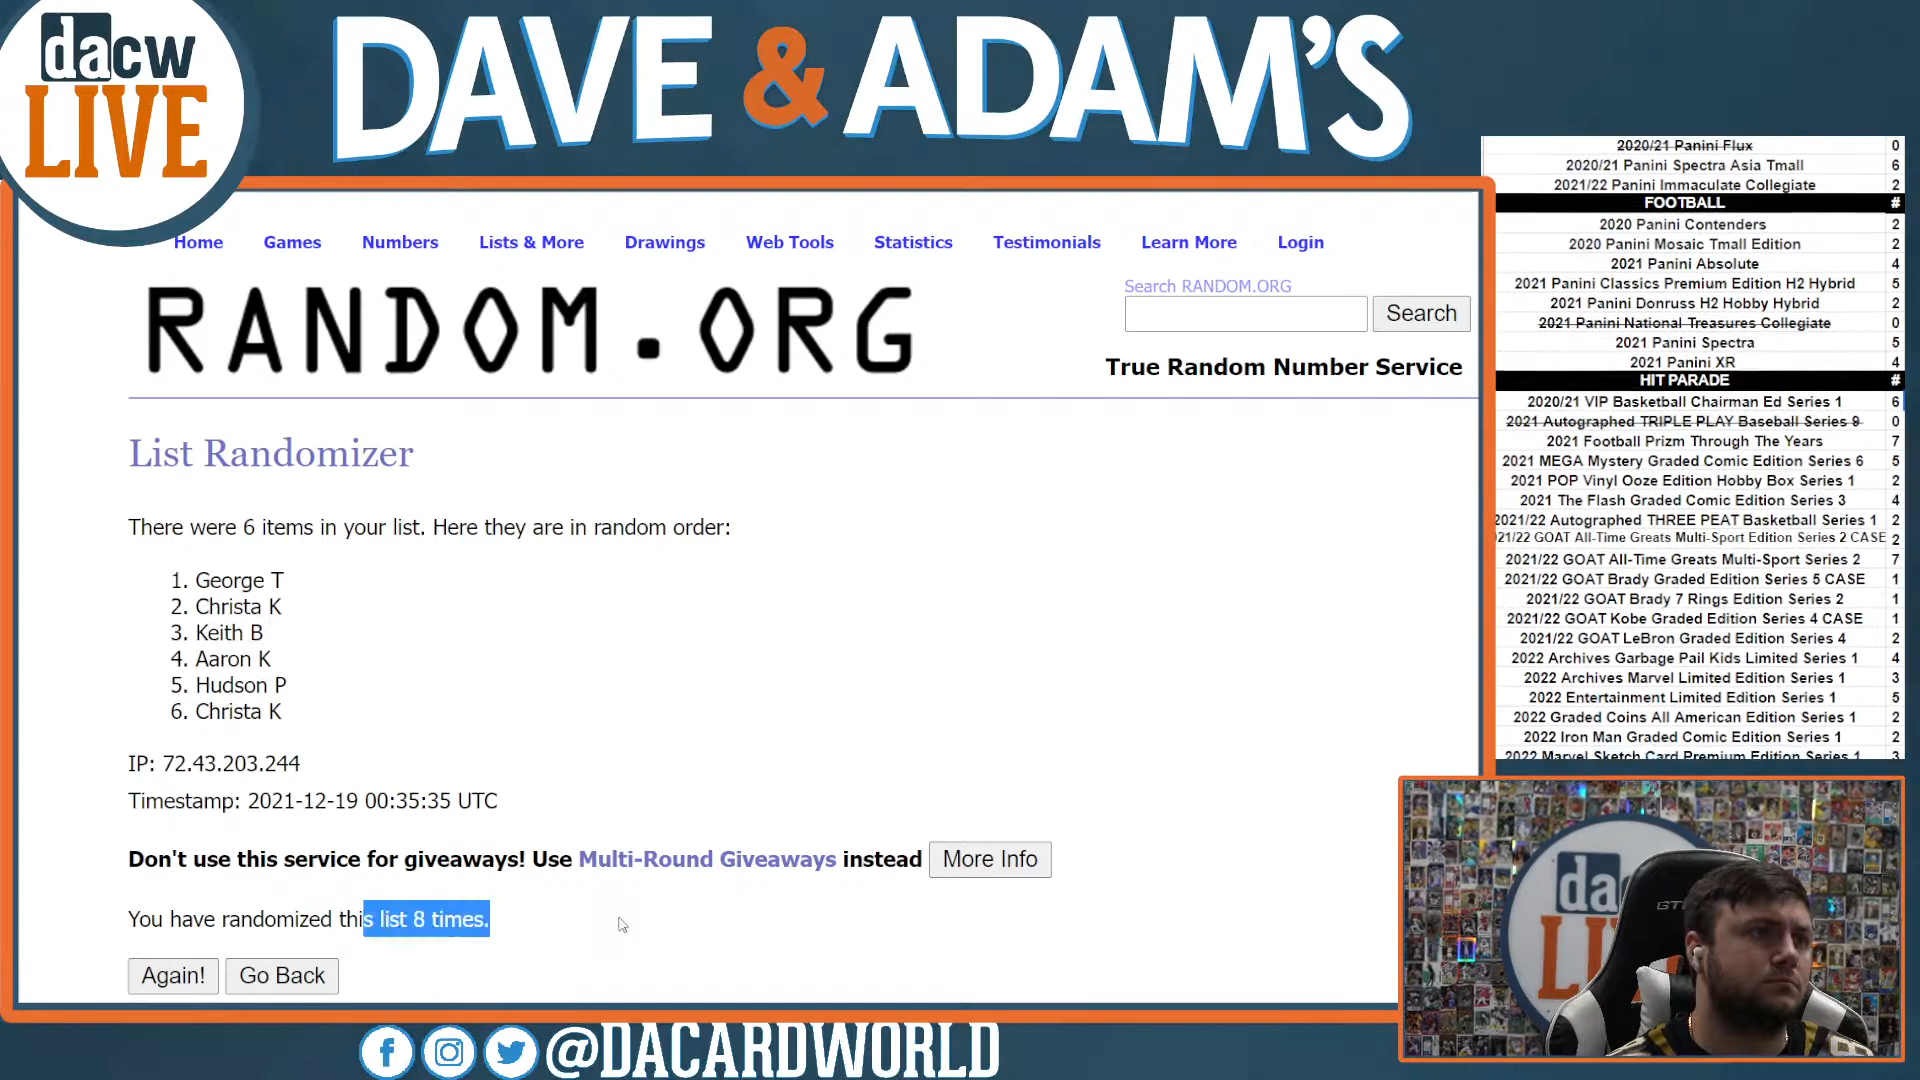 dacw
LIVE
DAVE & ADAM'S
Home Games Numbers Lists & More Drawings Web Tools Statistics Testimonials Learn More Login
RANDOM.ORG
Search RANDOM.ORG
Search
True Random Number Service
List Randomizer
There were 6 items in your list. Here they are in random order:
1. George T
2. Christa K
3. Keith B
4. Aaron K
5. Hudson P
6. Christa K
IP: 72.43.203.244
Timestamp: 2021-12-19 00:35:35 UTC
Don't use this service for giveaways! Use Multi-Round Giveaways instead More Info
You have randomized this list 8 times.
Again! Go Back
2020/21 Panini Flux 0
2020/21 Panini Spectra Asia Tmall 6
2021/22 Panini Immaculate Collegiate 2
FOOTBALL #
2020 Panini Contenders 2
2020 Panini Mosaic Tmall Edition 2
2021 Panini Absolute 4
2021 Panini Classics Premium Edition H2 Hybrid 5
2021 Panini Donruss H2 Hobby Hybrid 2
2021 Panini National Treasures Collegiate 0
2021 Panini Spectra 5
2021 Panini XR 4
HIT PARADE #
2020/21 VIP Basketball Chairman Ed Series 1 6
2021 Autographed TRIPLE PLAY Baseball Series 9 0
2021 Football Prizm Through The Years 7
2021 MEGA Mystery Graded Comic Edition Series 6 5
2021 POP Vinyl Ooze Edition Hobby Box Series 1 2
2021 The Flash Graded Comic Edition Series 3 4
2021/22 Autographed THREE PEAT Basketball Series 1 2
21/22 GOAT All-Time Greats Multi-Sport Edition Series 2 CASE 2
2021/22 GOAT All-Time Greats Multi-Sport Series 2 7
2021/22 GOAT Brady Graded Edition Series 5 CASE 1
2021/22 GOAT Brady 7 Rings Edition Series 2 1
2021/22 GOAT Kobe Graded Edition Series 4 CASE 1
2021/22 GOAT LeBron Graded Edition Series 4 2
2022 Archives Garbage Pail Kids Limited Series 1 4
2022 Archives Marvel Limited Edition Series 1 3
2022 Entertainment Limited Edition Series 1 5
2022 Graded Coins All American Edition Series 1 2
2022 Iron Man Graded Comic Edition Series 1 2
2022 Marvel Sketch Card Premium Edition Series 1 3
da
LI
@DACARDWORLD